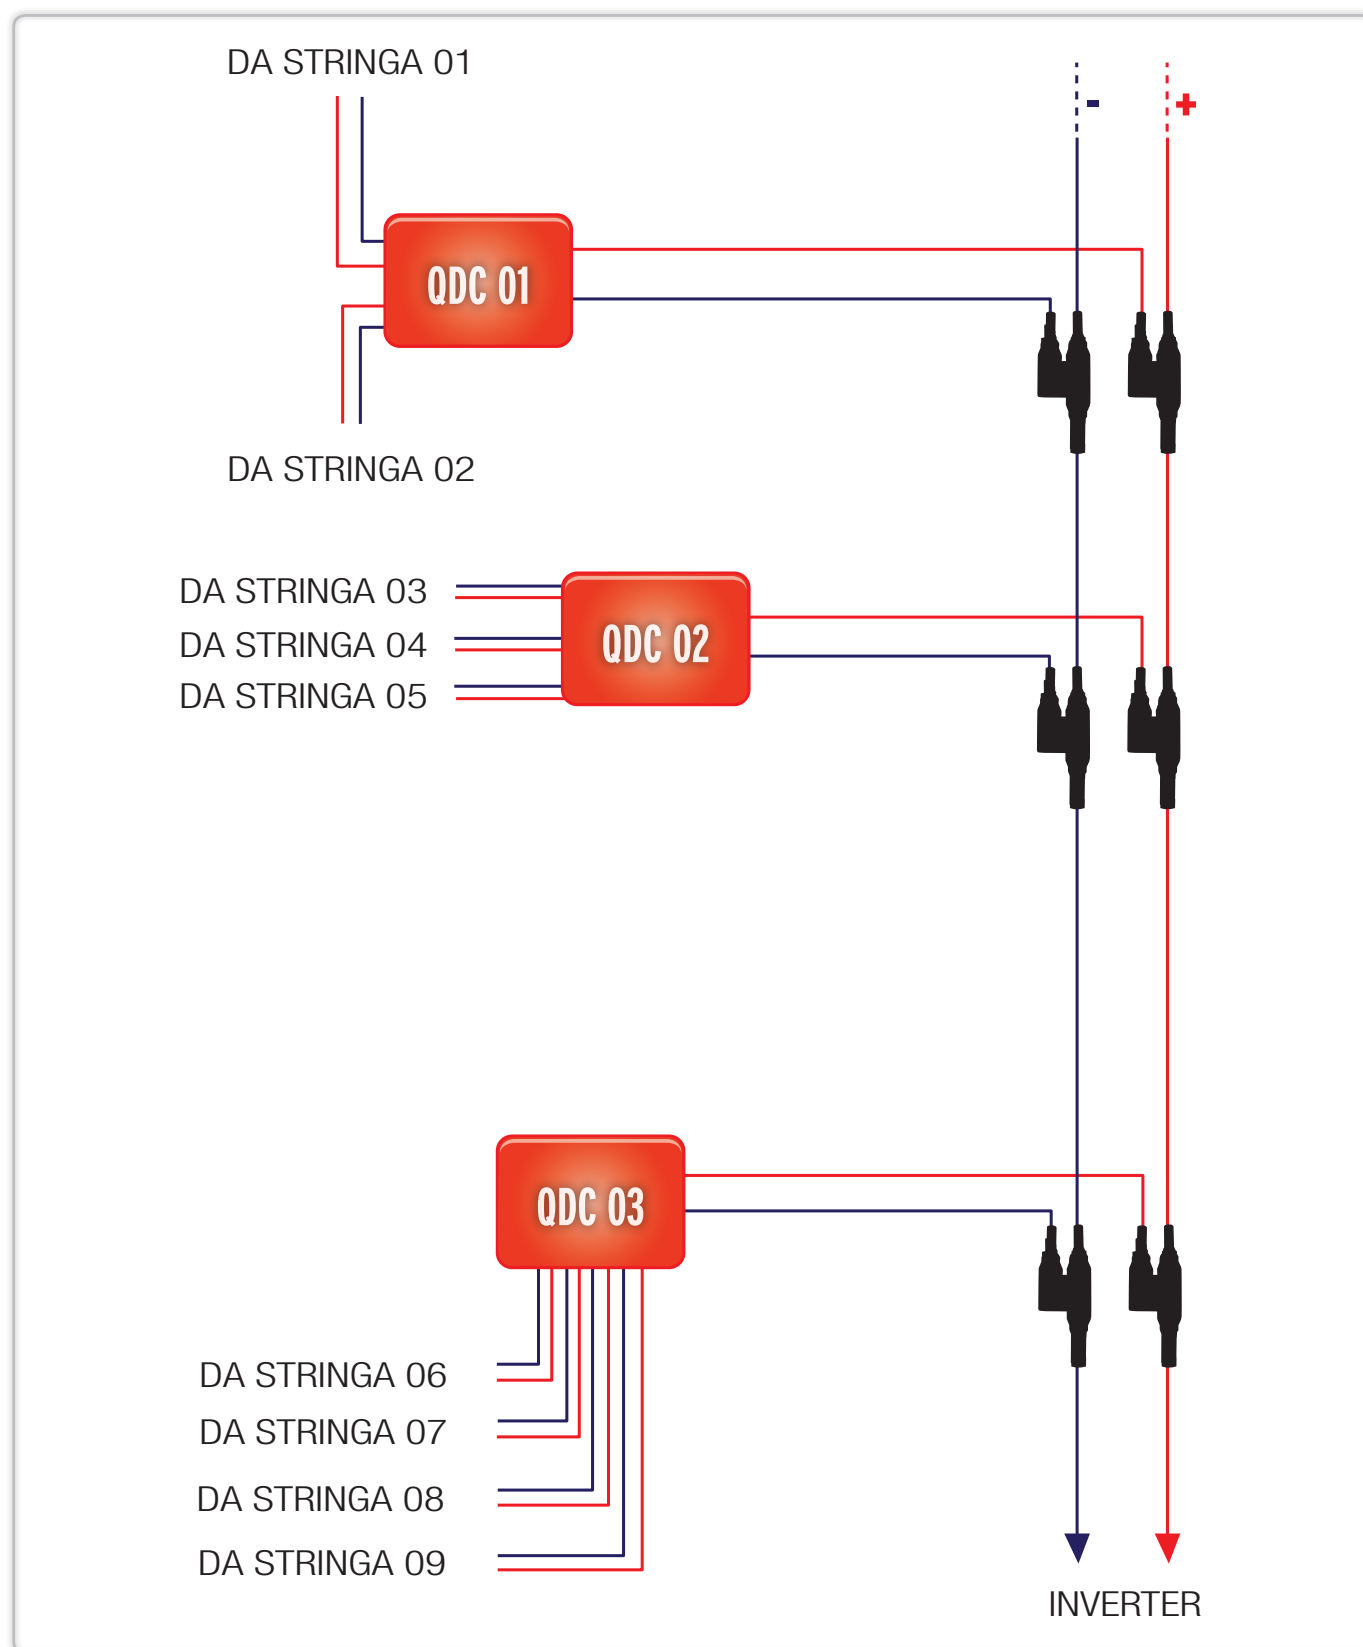 DA STRINGA 01
- +
QDC 01
DA STRINGA 02
DA STRINGA 03
DA STRINGA 04
DA STRINGA 05
QDC 02
QDC 03
DA STRINGA 06
DA STRINGA 07
DA STRINGA 08
DA STRINGA 09
INVERTER